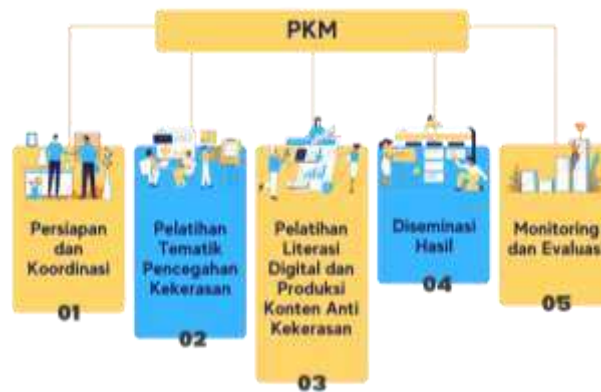 PKM
Persiapan
dan
Koordinasi
01
Pelatihan
Tematik
Pencegahan
Kekerasan
02
Pelatihan
Literasi
Digital dan
Produksi
Konten Anti
Kekerasan
03
Diseminasi
Hasil
04
Monitoring
dan Evaluas
05